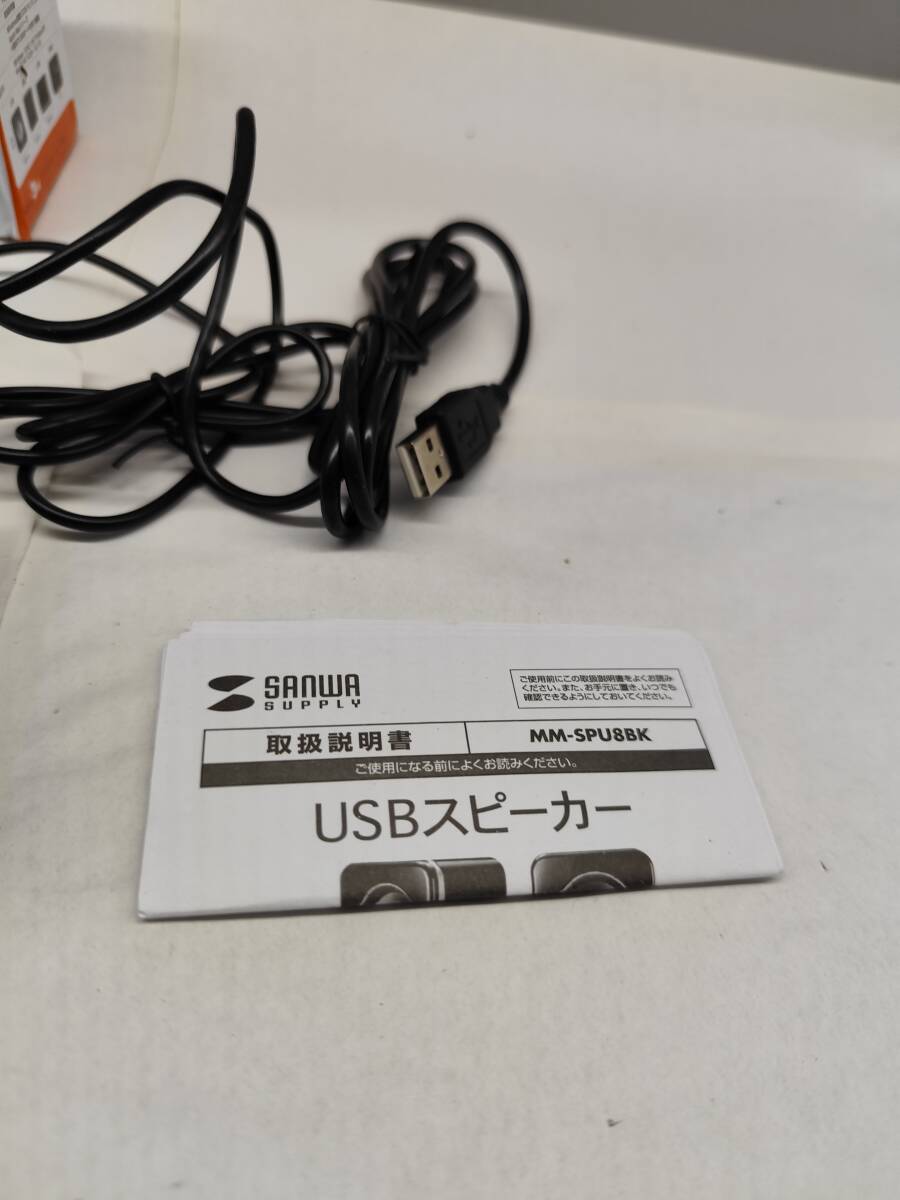 SANWA
SUPPLY
ご使用前にこの取扱説明書をよくお読み
ください。また、お手元に置き、いつでも
確認できるようにしておいてください。
取扱説明書
MM-SPU8BK
ご使用になる前によくお読みください。
USBスピーカー